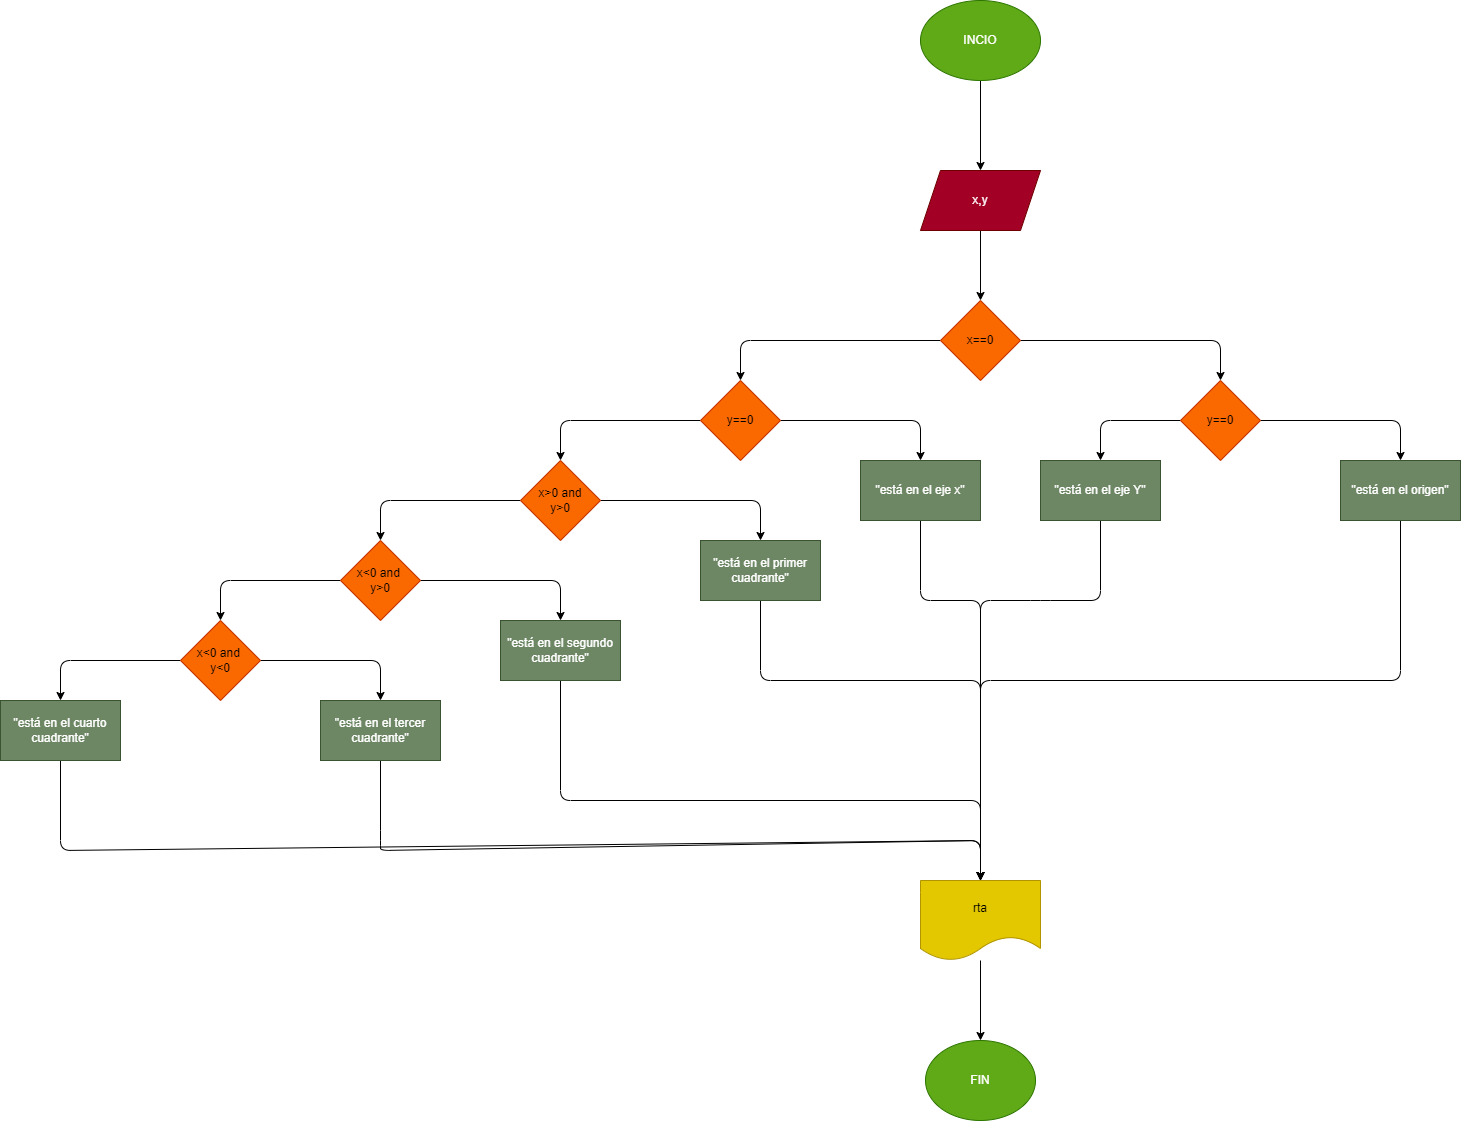 INCIO
x,y
x==0
y==0
y==0
x>0 and
y>0
"está en el eje x"
"está en el eje Y"
"está en el origen"
x<0 and
y>0
"está en el primer
cuadrante"
x<0 and
y<0
"está en el segundo
cuadrante"
"está en el cuarto
cuadrante"
"está en el tercer
cuadrante"
rta
FIN